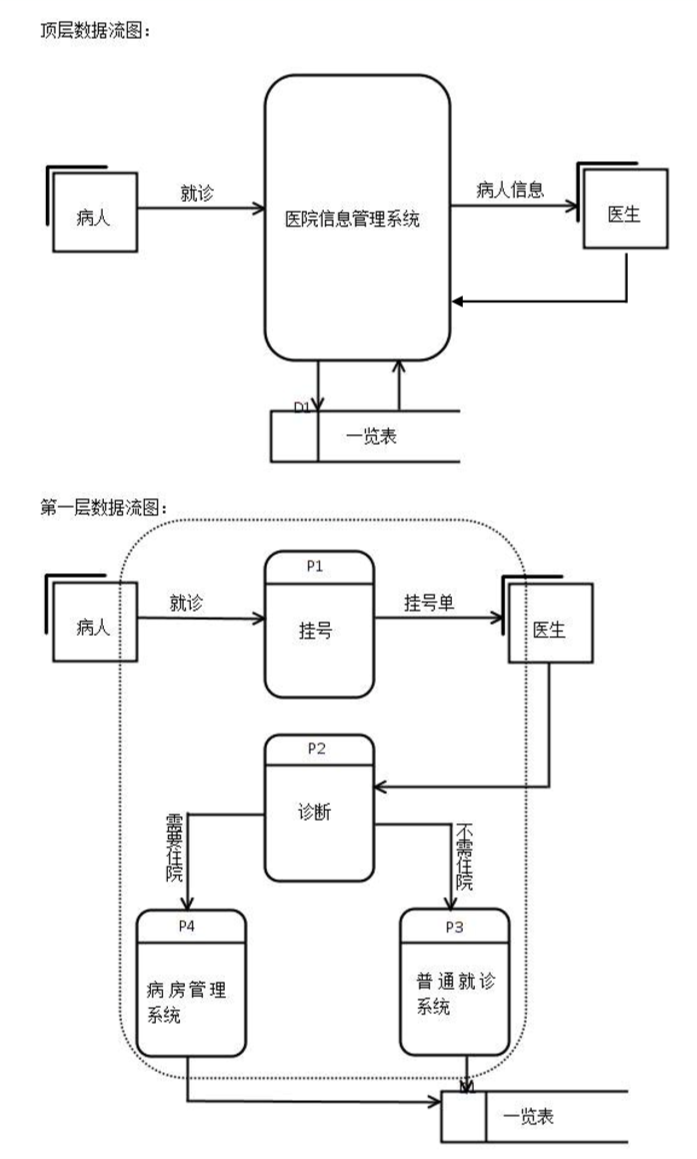 顶层数据流图：
就诊
病人信息
病人
医院信息管理系统
医生
D1
一览表
第一层数据流图：
P1
就诊
挂号单
病人
挂号
医生
P2
诊断
需要住院
不需住院
P4
P3
病房管理
系统
普通就诊
系统
一览表